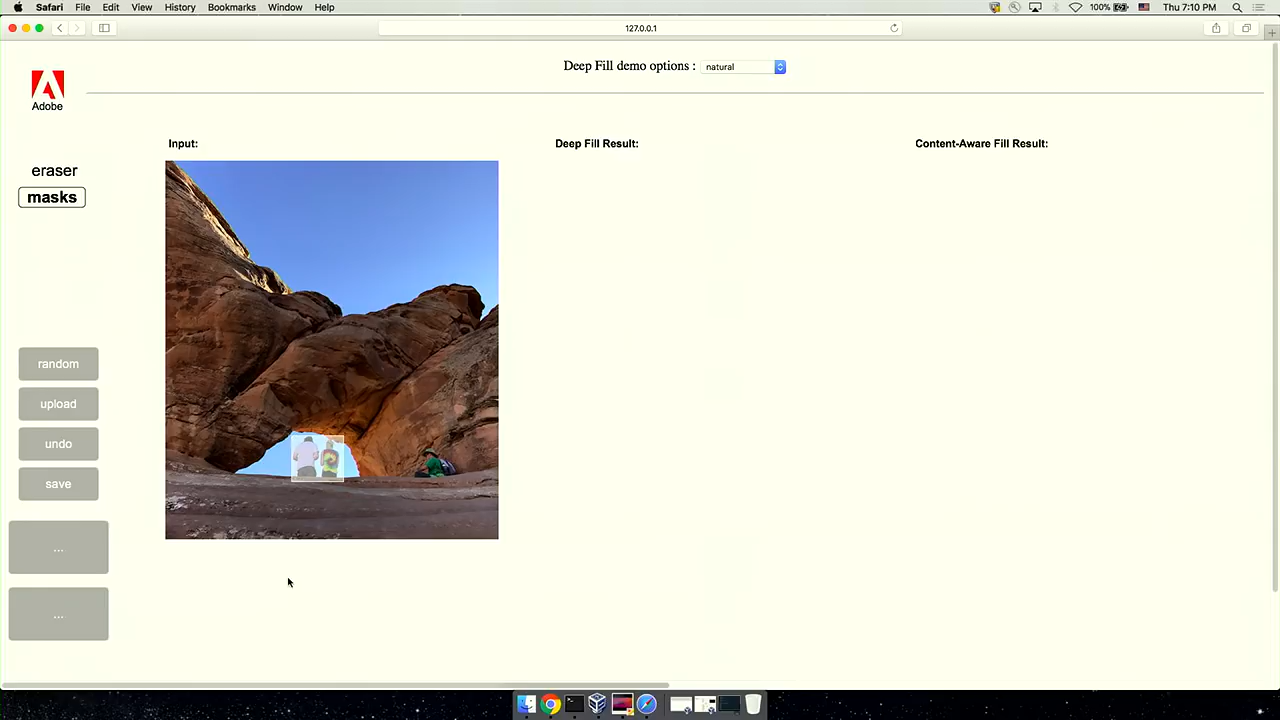 Safari File Edit View History Bookmarks Window Help 100% Thu 7:10 PM
127.0.0.1
Deep Fill demo options : natural
Adobe
Input: Deep Fill Result: Content-Aware Fill Result:
eraser
masks
random
upload
undo
save
...
...